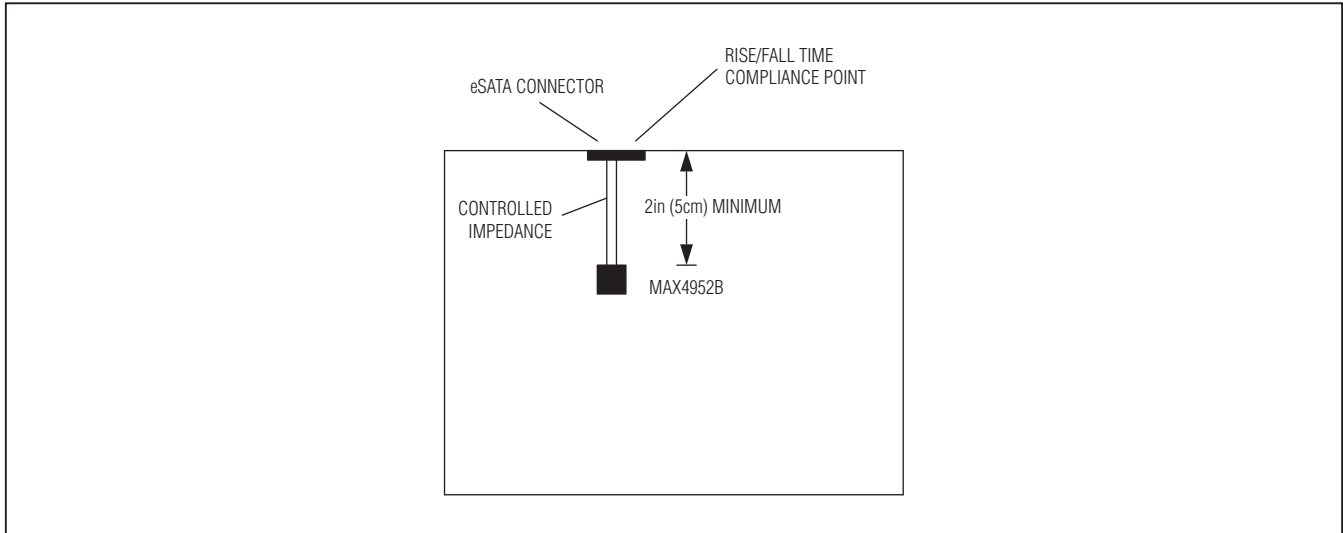 RISE/FALL TIME
COMPLIANCE POINT
eSATA CONNECTOR
CONTROLLED
IMPEDANCE
2in (5cm) MINIMUM
MAX4952B